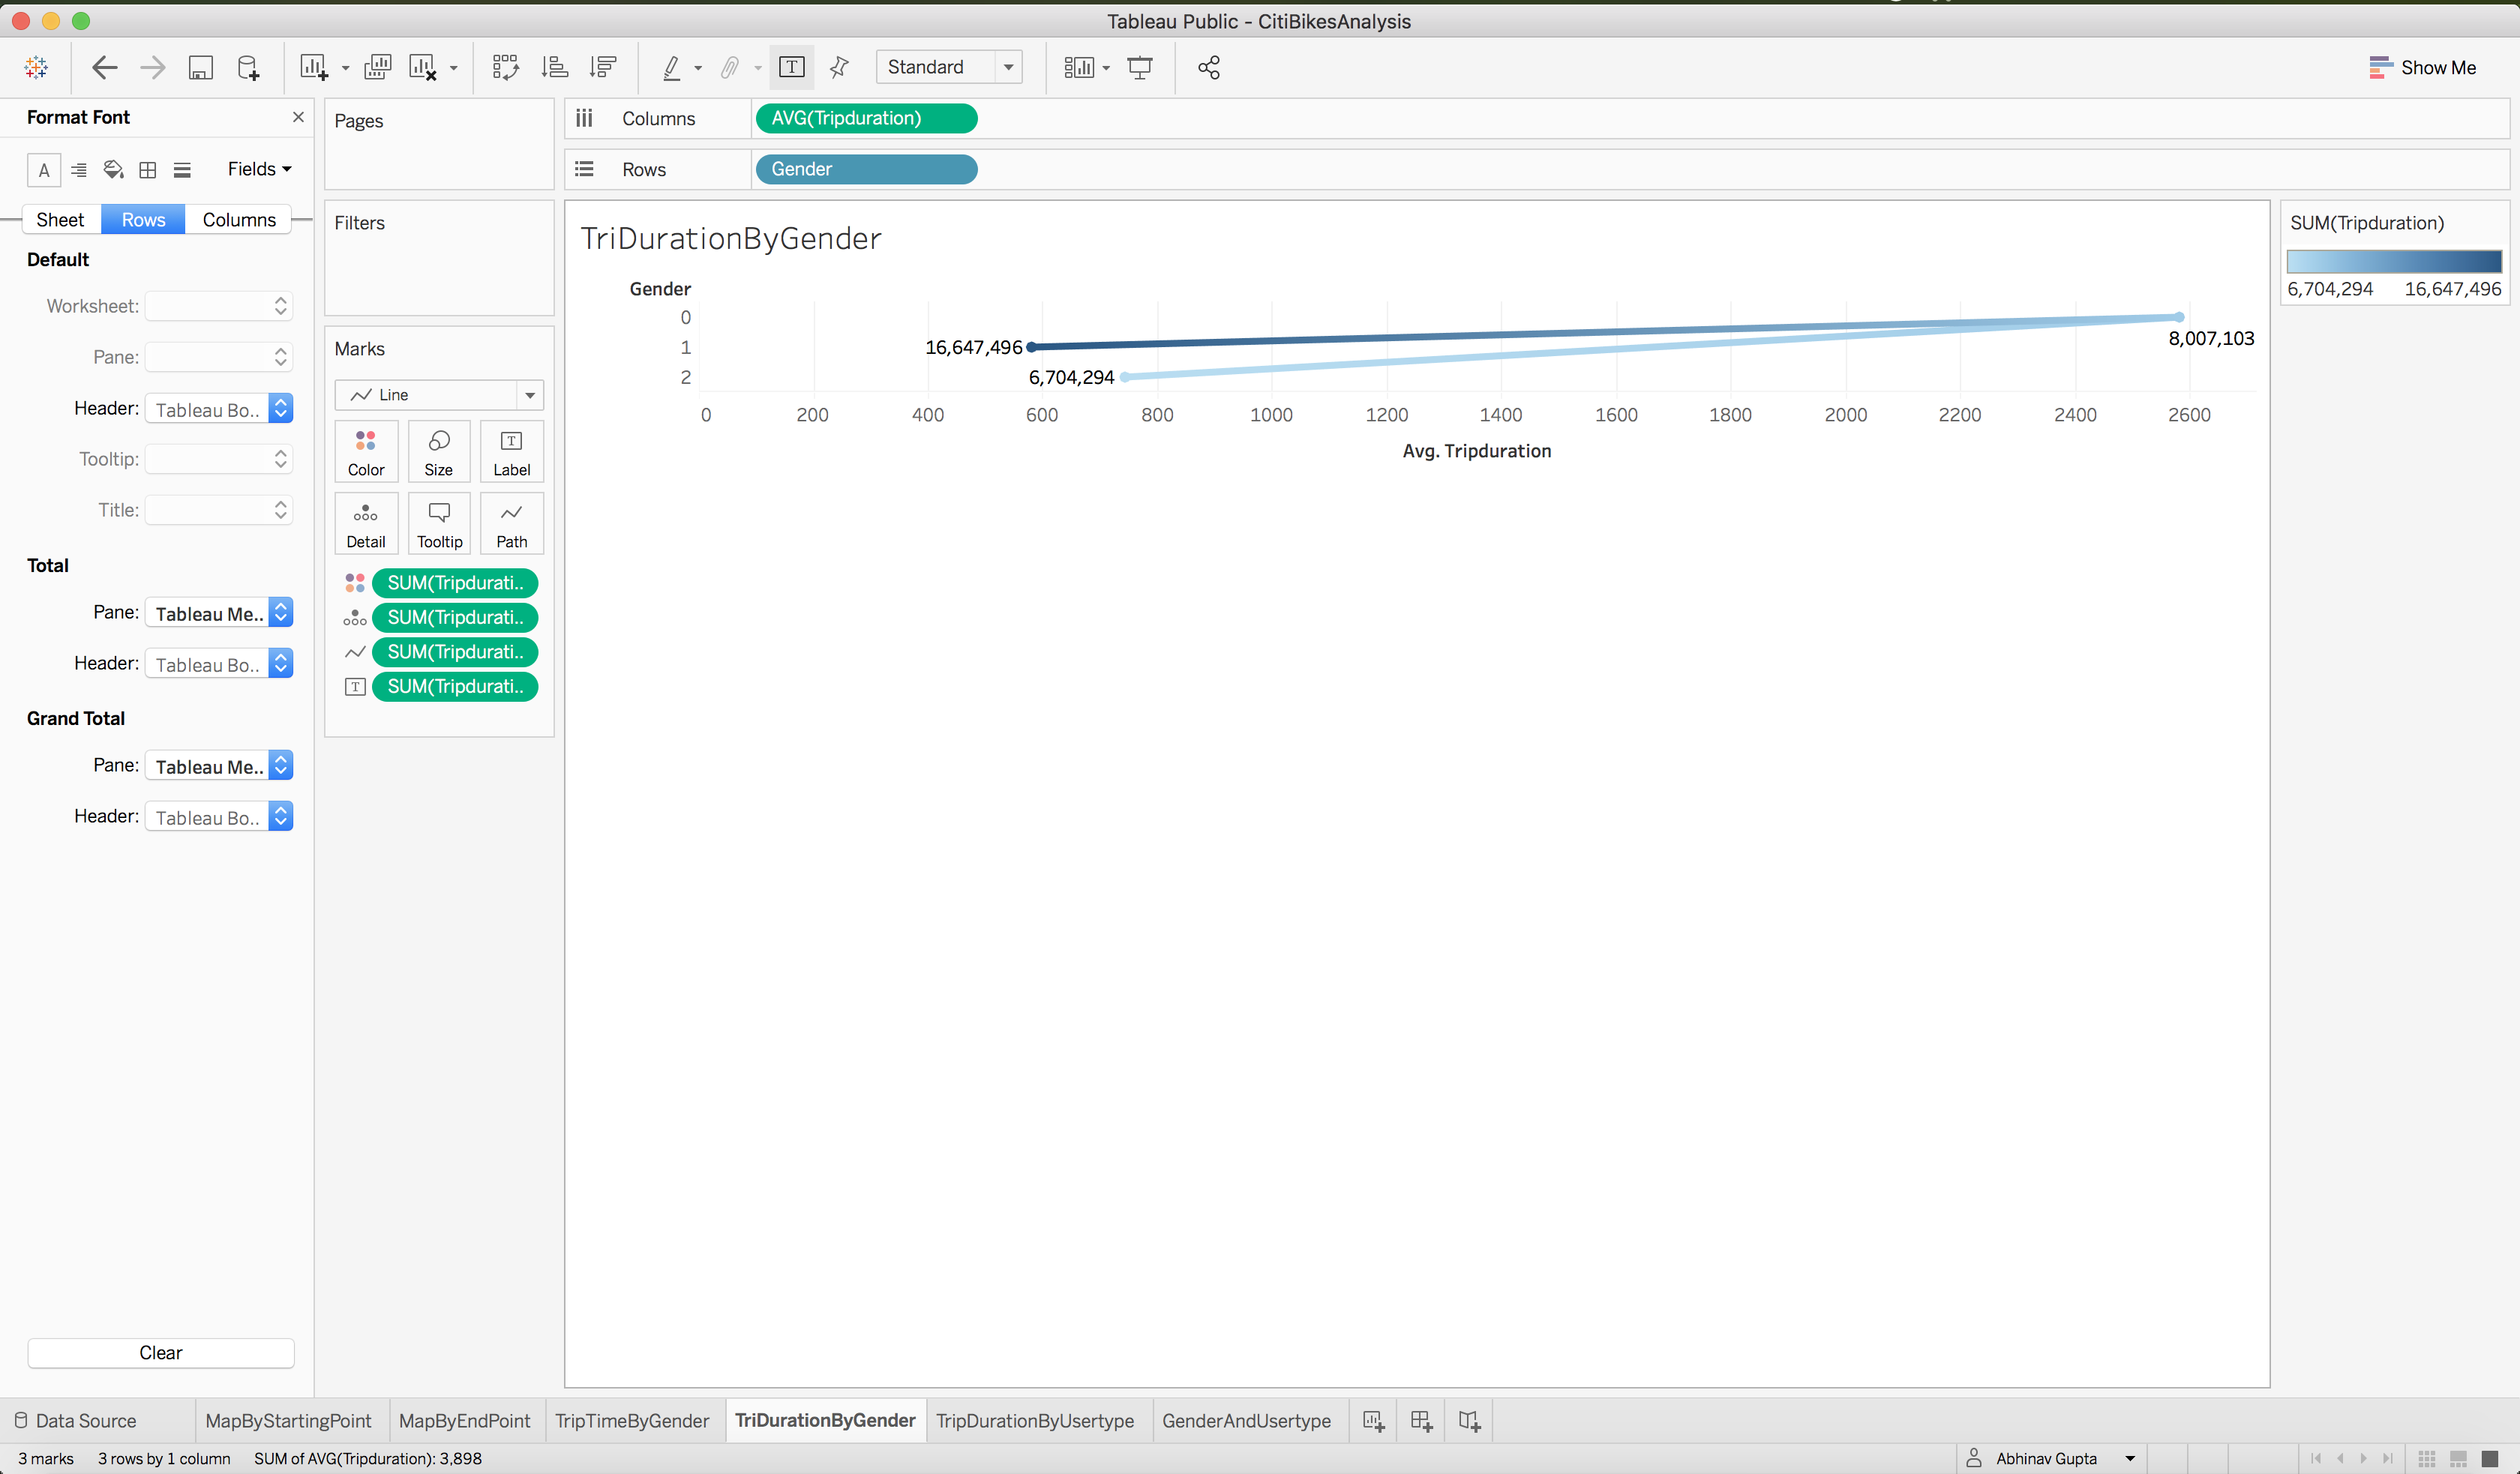 Tableau Public - CitiBikesAnalysis
Standard
Show Me
Format Font
A
Fields
Sheet
Rows
Columns
Default
Worksheet:
Pane:
Header: Tableau Bo..
Tooltip:
Title:
Total
Pane: Tableau Me..
Header: Tableau Bo..
Grand Total
Pane: Tableau Me..
Header: Tableau Bo..
Clear
Pages
Filters
Marks
Line
Color Size Label
Detail Tooltip Path
SUM(Tripdurati..
SUM(Tripdurati..
SUM(Tripdurati..
SUM(Tripdurati..
Columns AVG(Tripduration)
Rows Gender
TriDurationByGender
Gender
0
8,007,103
1 16,647,496
2 6,704,294
0 200 400 600 800 1000 1200 1400 1600 1800 2000 2200 2400 2600
Avg. Tripduration
SUM(Tripduration)
6,704,294 16,647,496
Data Source MapByStartingPoint MapByEndPoint TripTimeByGender TriDurationByGender TripDurationByUsertype GenderAndUsertype
3 marks 3 rows by 1 column SUM of AVG(Tripduration): 3,898 Abhinav Gupta